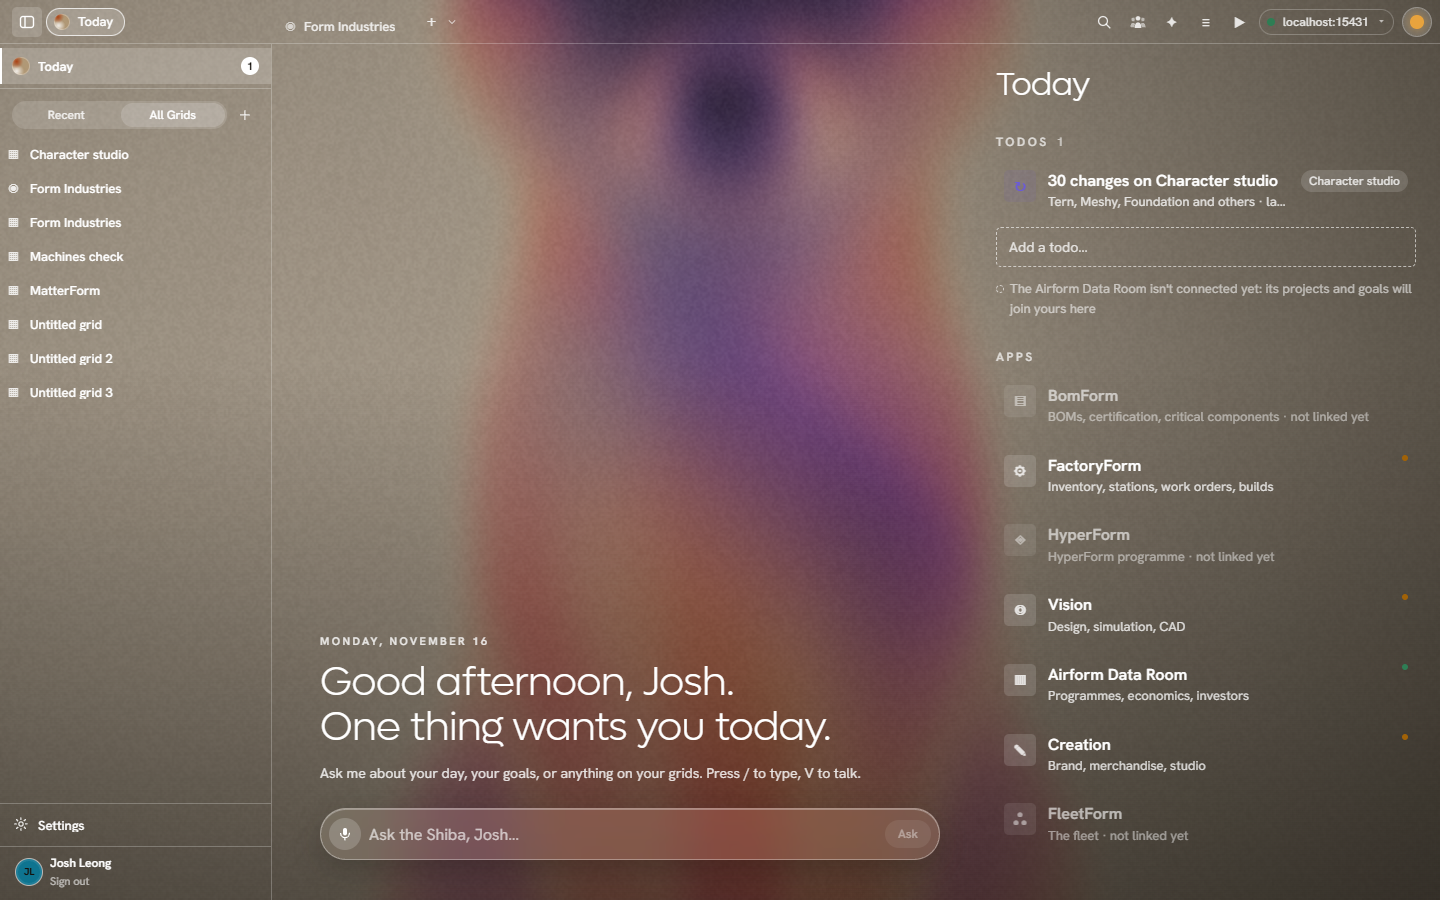 Today
Form Industries
localhost:15431
Today
1
Recent
All Grids
Character studio
Form Industries
Form Industries
Machines check
MatterForm
Untitled grid
Untitled grid 2
Untitled grid 3
Settings
JL
Josh Leong
Sign out
MONDAY, NOVEMBER 16
Good afternoon, Josh.
One thing wants you today.
Ask me about your day, your goals, or anything on your grids. Press / to type, V to talk.
Ask the Shiba, Josh...
Ask
Today
TODOS 1
30 changes on Character studio
Character studio
Tern, Meshy, Foundation and others · la...
Add a todo...
The Airform Data Room isn't connected yet: its projects and goals will
join yours here
APPS
BomForm
BOMs, certification, critical components · not linked yet
FactoryForm
Inventory, stations, work orders, builds
HyperForm
HyperForm programme · not linked yet
Vision
Design, simulation, CAD
Airform Data Room
Programmes, economics, investors
Creation
Brand, merchandise, studio
FleetForm
The fleet · not linked yet